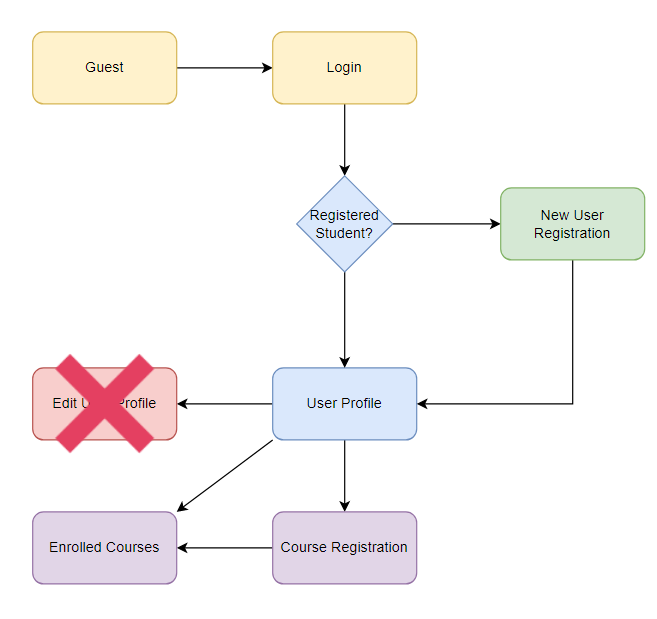 Guest
Login
Registered
Student?
New User
Registration
Edit U
Profile
User Profile
Enrolled Courses
Course Registration